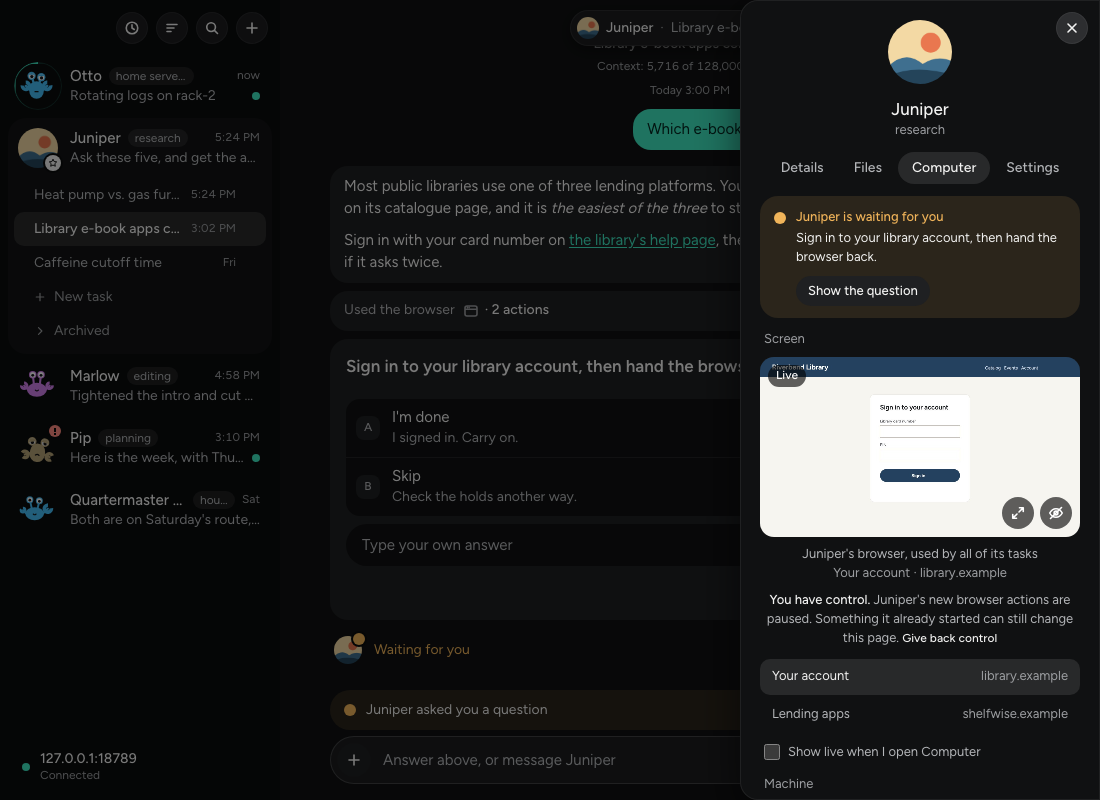 Otto home serve... now
Rotating logs on rack-2
Juniper research 5:24 PM
Ask these five, and get the a...
Heat pump vs. gas fur... 5:24 PM
Library e-book apps c... 3:02 PM
Caffeine cutoff time Fri
New task
Archived
Marlow editing 4:58 PM
Tightened the intro and cut ...
Pip planning 3:10 PM
Here is the week, with Thu...
Quartermaster ... hou... Sat
Both are on Saturday's route,...
127.0.0.1:18789
Connected
Juniper · Library e-b
Context: 5,716 of 128,000
Today 3:00 PM
Which e-book
Most public libraries use one of three lending platforms. You
on its catalogue page, and it is the easiest of the three to st
Sign in with your card number on the library's help page, the
if it asks twice.
Used the browser · 2 actions
Sign in to your library account, then hand the brows
A I'm done
I signed in. Carry on.
B Skip
Check the holds another way.
Type your own answer
Waiting for you
Juniper asked you a question
Answer above, or message Juniper
Juniper
research
Details Files Computer Settings
Juniper is waiting for you
Sign in to your library account, then hand the
browser back.
Show the question
Screen
Library Catalog Events Account
Live
Sign in to your account
Library card number
Sign in
Juniper's browser, used by all of its tasks
Your account · library.example
You have control. Juniper's new browser actions are
paused. Something it already started can still change
this page. Give back control
Your account library.example
Lending apps shelfwise.example
Show live when I open Computer
Machine